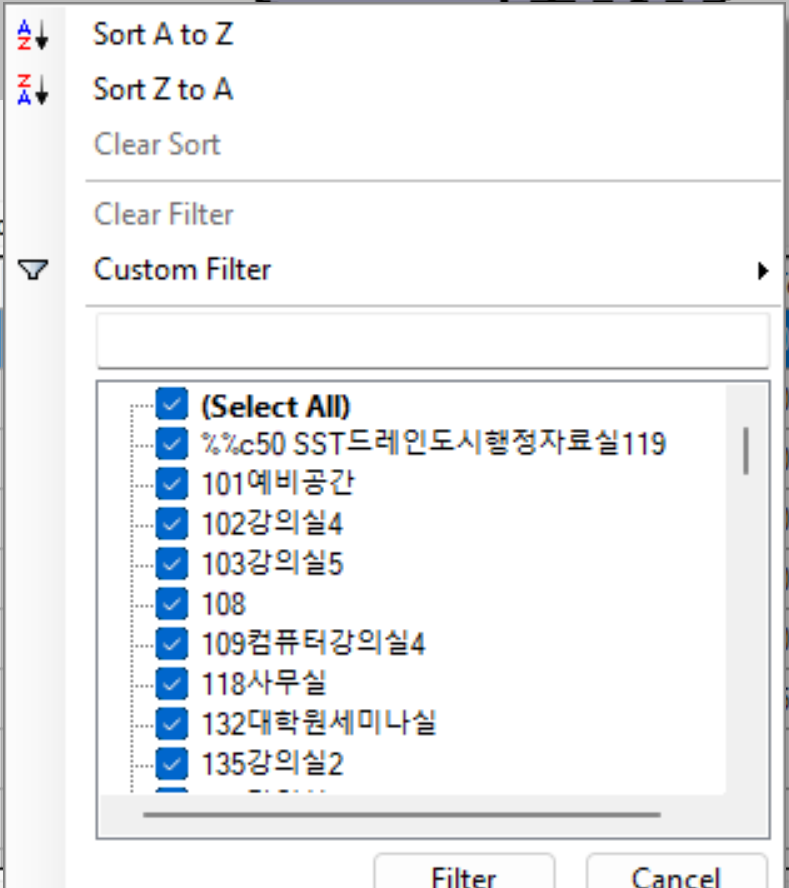 Sort A to Z
Sort Z to A
Clear Sort
Clear Filter
Custom Filter
(Select All)
%%c50 SST드레인도시행정자료실119
101예비공간
102강의실4
103강의실5
108
109컴퓨터강의실4
118사무실
132대학원세미나실
135강의실2
Filter
Cancel